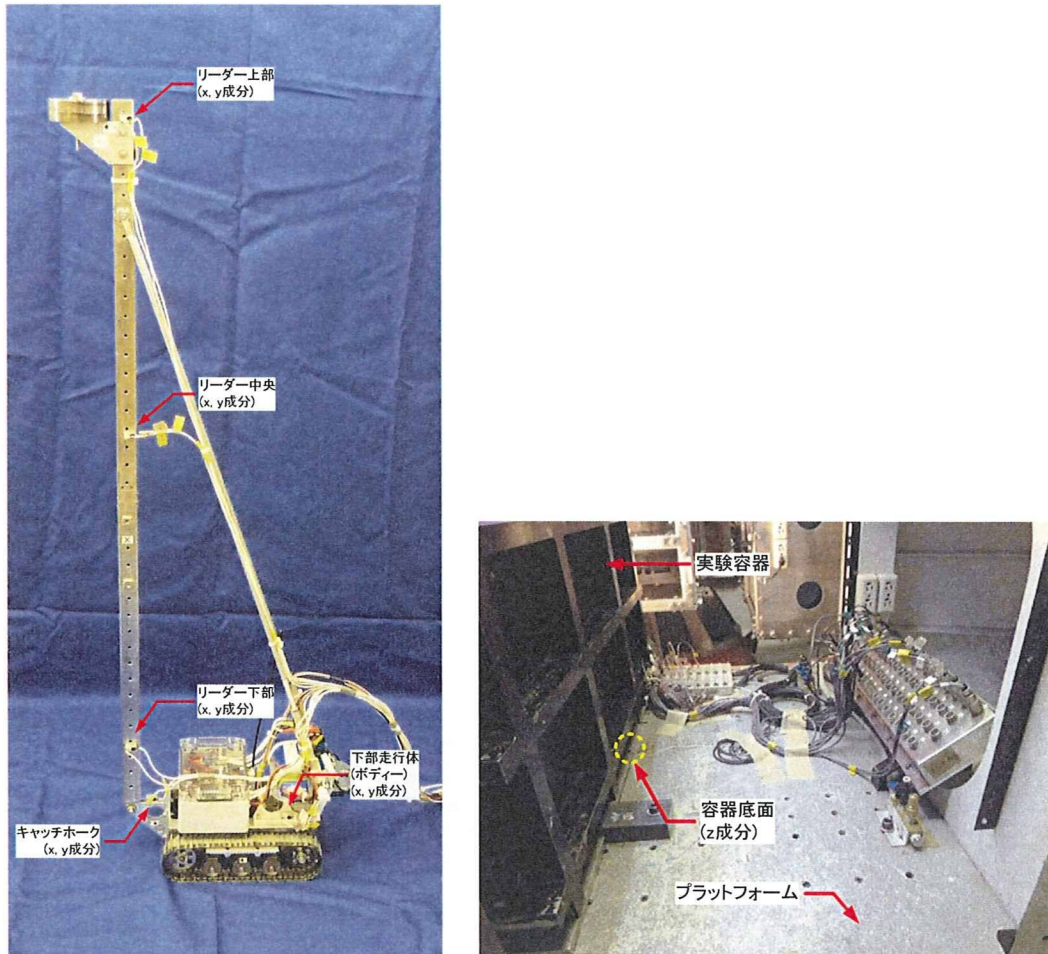 リーダー上部
(x, y成分)
リーダー中央
(x, y成分)
リーダー下部
(x, y成分)
下部走行体
(ボディー)
(x, y成分)
キャッチホーク
(x, y成分)
実験容器
容器底面
(z成分)
プラットフォーム